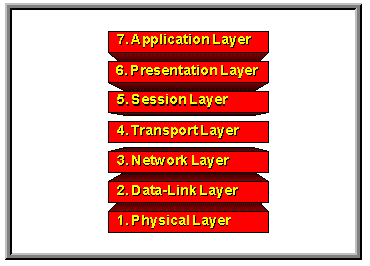 7. Application Layer
6. Presentation Layer
5. Session Layer
4. Transport Layer
3. Network Layer
2. Data-Link Layer
1. Physical Layer